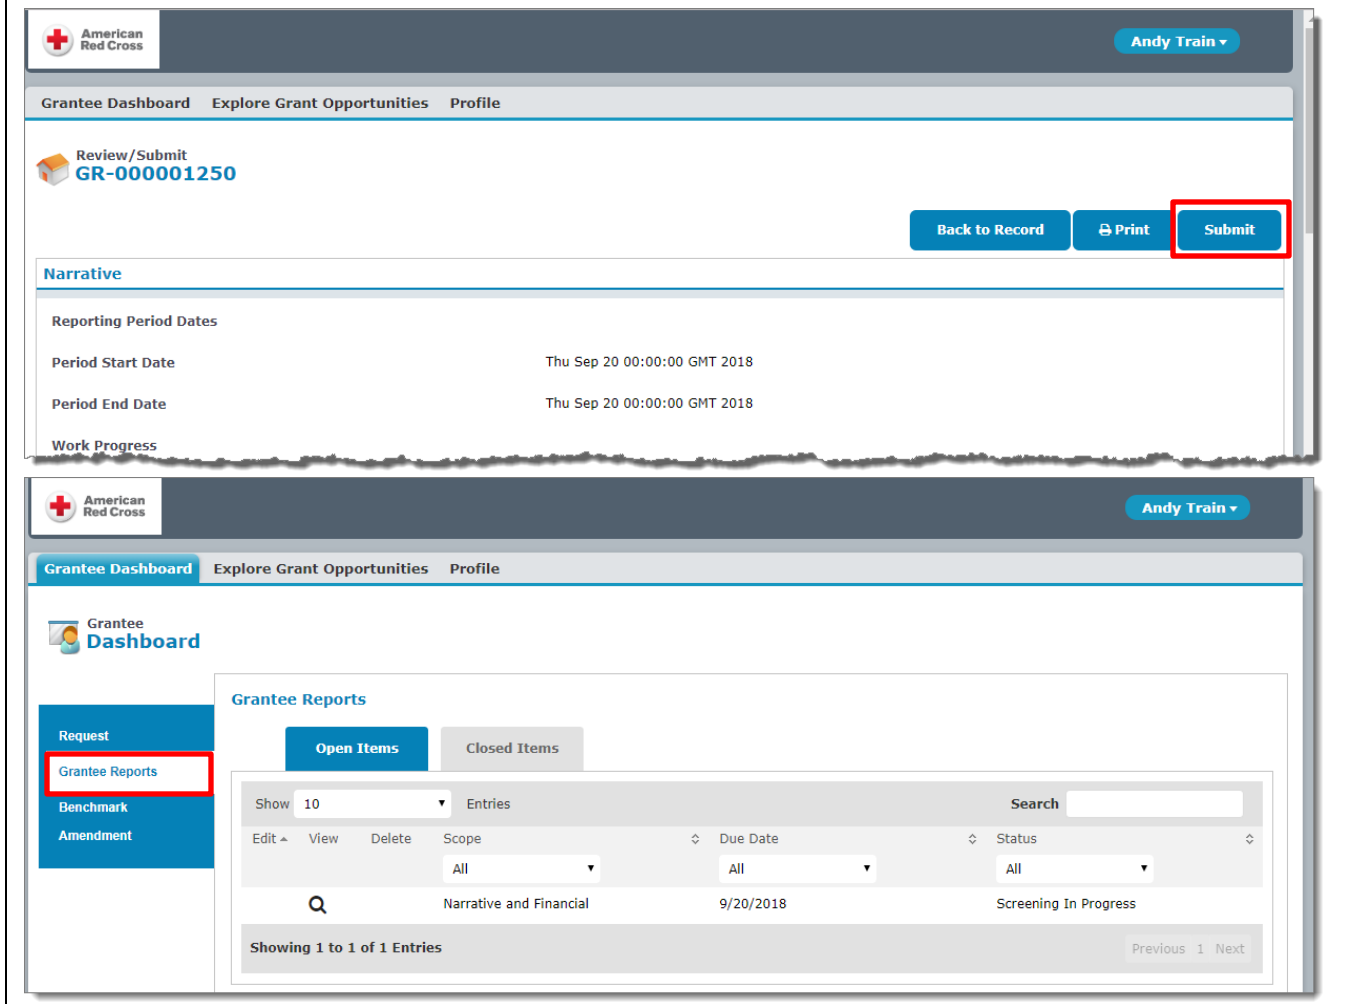 American
Red Cross
Andy Train
Grantee Dashboard Explore Grant Opportunities Profile
Review/Submit
GR-000001250
Back to Record Print Submit
Narrative
Reporting Period Dates
Period Start Date Thu Sep 20 00:00:00 GMT 2018
Period End Date Thu Sep 20 00:00:00 GMT 2018
Work Progress
American
Red Cross
Andy Train
Grantee Dashboard Explore Grant Opportunities Profile
Grantee
Dashboard
Grantee Reports
Request
Grantee Reports
Benchmark
Amendment
Open Items Closed Items
Show 10 Entries Search
Edit View Delete Scope Due Date Status
All All All
Narrative and Financial 9/20/2018 Screening In Progress
Showing 1 to 1 of 1 Entries Previous 1 Next